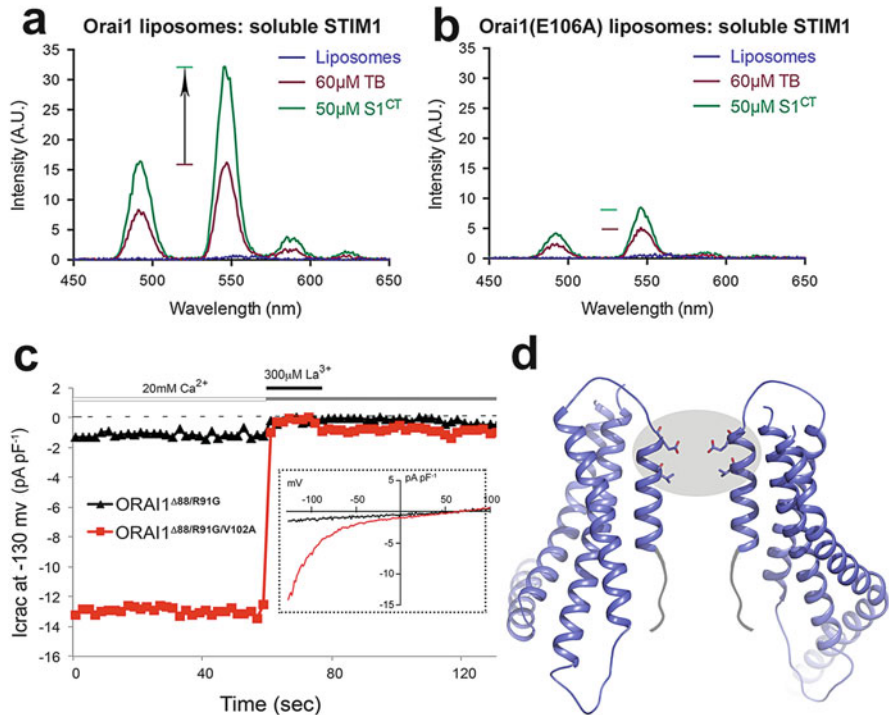 a
Orai1 liposomes: soluble STIM1
Intensity (A.U.)
35
30
25
20
15
10
5
0
Liposomes
60µM TB
50µM S1CT
450 500 550 600 650
Wavelength (nm)
b
Orai1(E106A) liposomes: soluble STIM1
Intensity (A.U.)
35
30
25
20
15
10
5
0
Liposomes
60µM TB
50µM S1CT
450 500 550 600 650
Wavelength (nm)
c
20mM Ca2+
300µM La3+
Icrac at -130 mv (pA pF-1)
2
0
-2
-4
-6
-8
-10
-12
-14
-16
ORAI1Δ88/R91G
ORAI1Δ88/R91G/V102A
mV
pA pF-1
-100 -50 50 100
5
-5
-10
-15
0 40 80 120
Time (sec)
d